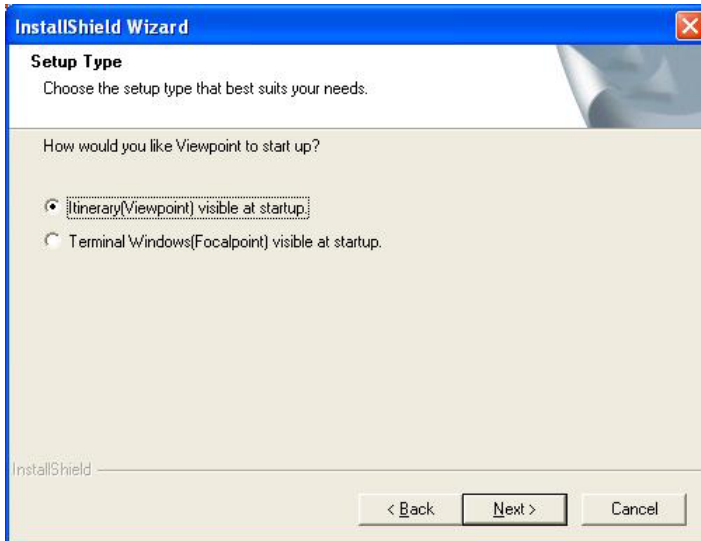 InstallShield Wizard
Setup Type
Choose the setup type that best suits your needs.
How would you like Viewpoint to start up?
Itinerary(Viewpoint) visible at startup.
Terminal Windows(Focalpoint) visible at startup.
InstallShield
< Back Next > Cancel